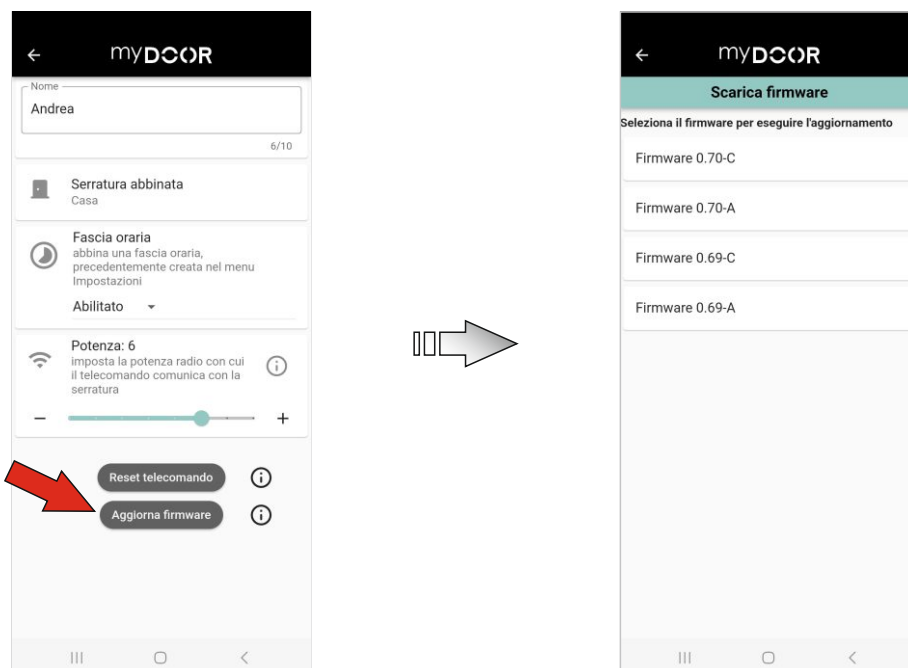 myDOOR
Nome
Andrea
6/10
Serratura abbinata
Casa
Fascia oraria
abbina una fascia oraria,
precedentemente creata nel menu
Impostazioni
Abilitato
Potenza: 6
imposta la potenza radio con cui
il telecomando comunica con la
serratura
Reset telecomando
Aggiorna firmware
myDOOR
Scarica firmware
Seleziona il firmware per eseguire l'aggiornamento
Firmware 0.70-C
Firmware 0.70-A
Firmware 0.69-C
Firmware 0.69-A